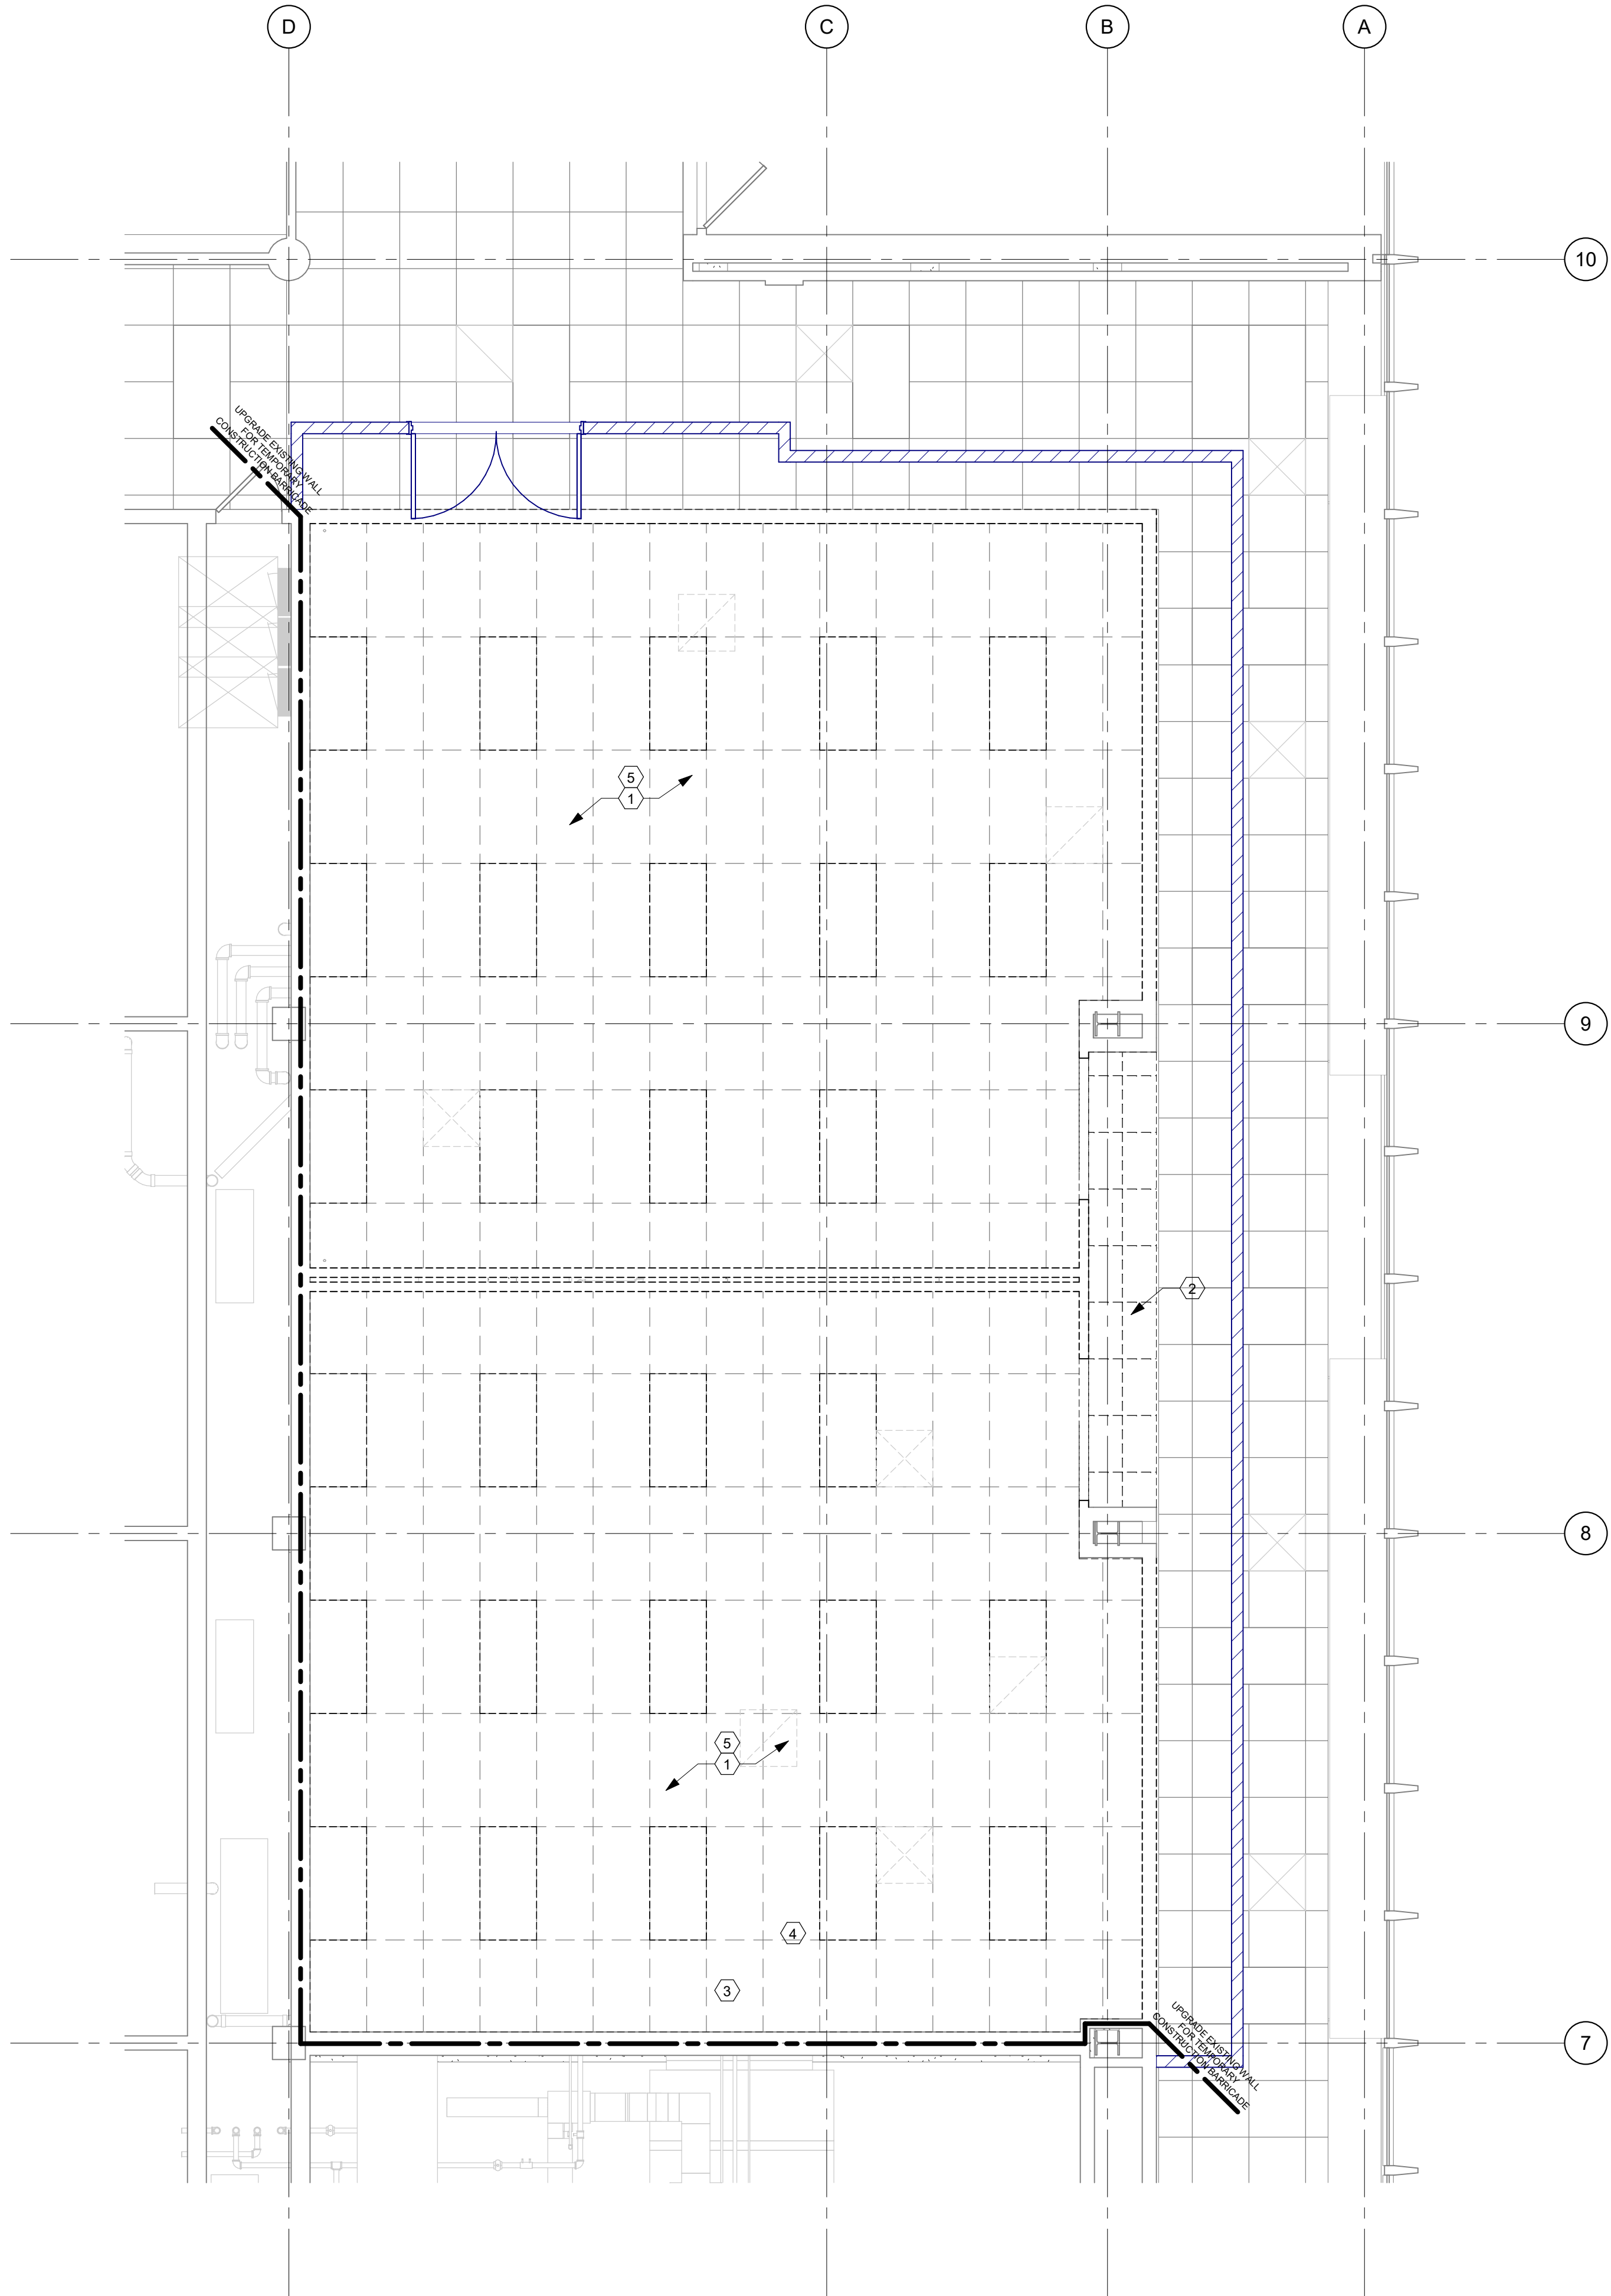 D
C
B
A
10
UPGRADE EXISTING WALL
FOR TEMPORARY
CONSTRUCTION BARRICADE
5
1
9
2
8
5
1
4
3
UPGRADE EXISTING WALL
FOR TEMPORARY
CONSTRUCTION BARRICADE
7